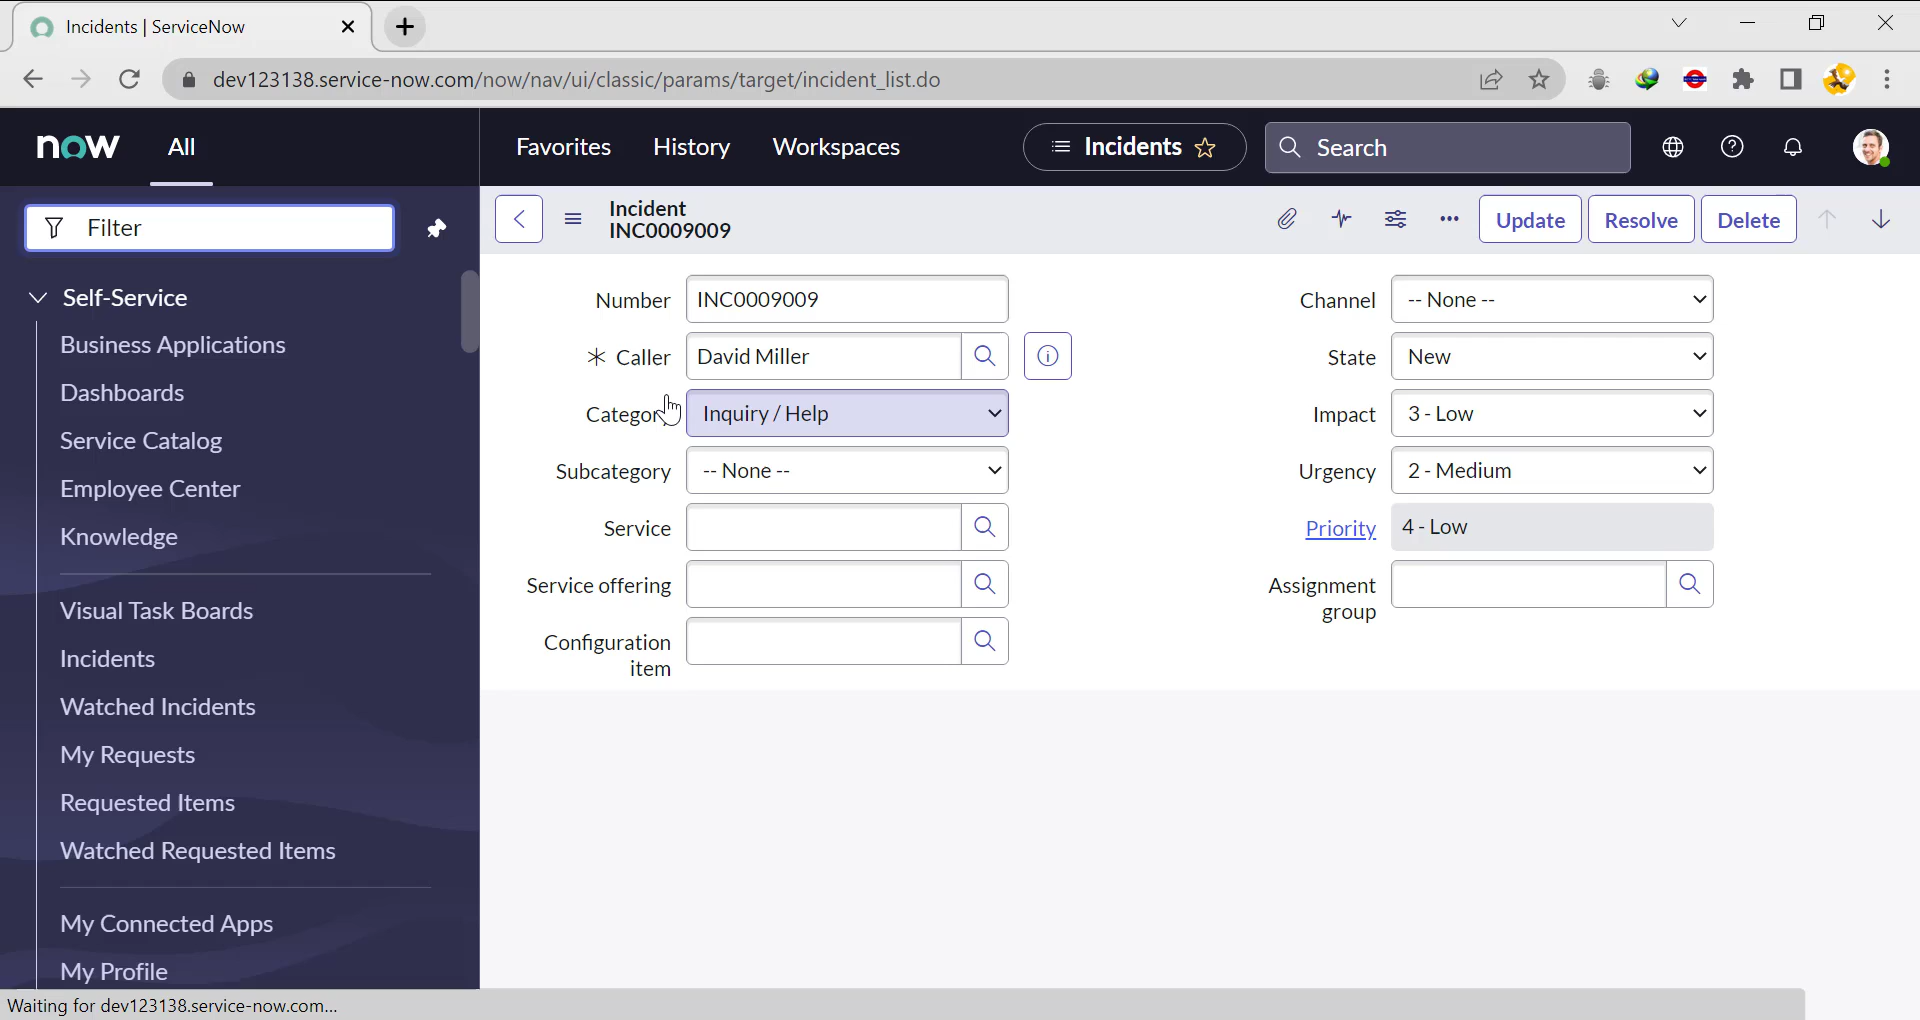 Incidents | ServiceNow
dev123138.service-now.com/now/nav/ui/classic/params/target/incident_list.do
now
All
Favorites
History
Workspaces
Incidents
Search
Filter
Self-Service
Business Applications
Dashboards
Service Catalog
Employee Center
Knowledge
Visual Task Boards
Incidents
Watched Incidents
My Requests
Requested Items
Watched Requested Items
My Connected Apps
My Profile
Incident
INC0009009
Update
Resolve
Delete
Number
INC0009009
Caller
David Miller
Category
Inquiry / Help
Subcategory
-- None --
Service
Service offering
Configuration
item
Channel
-- None --
State
New
Impact
3 - Low
Urgency
2 - Medium
Priority
4 - Low
Assignment
group
Waiting for dev123138.service-now.com...